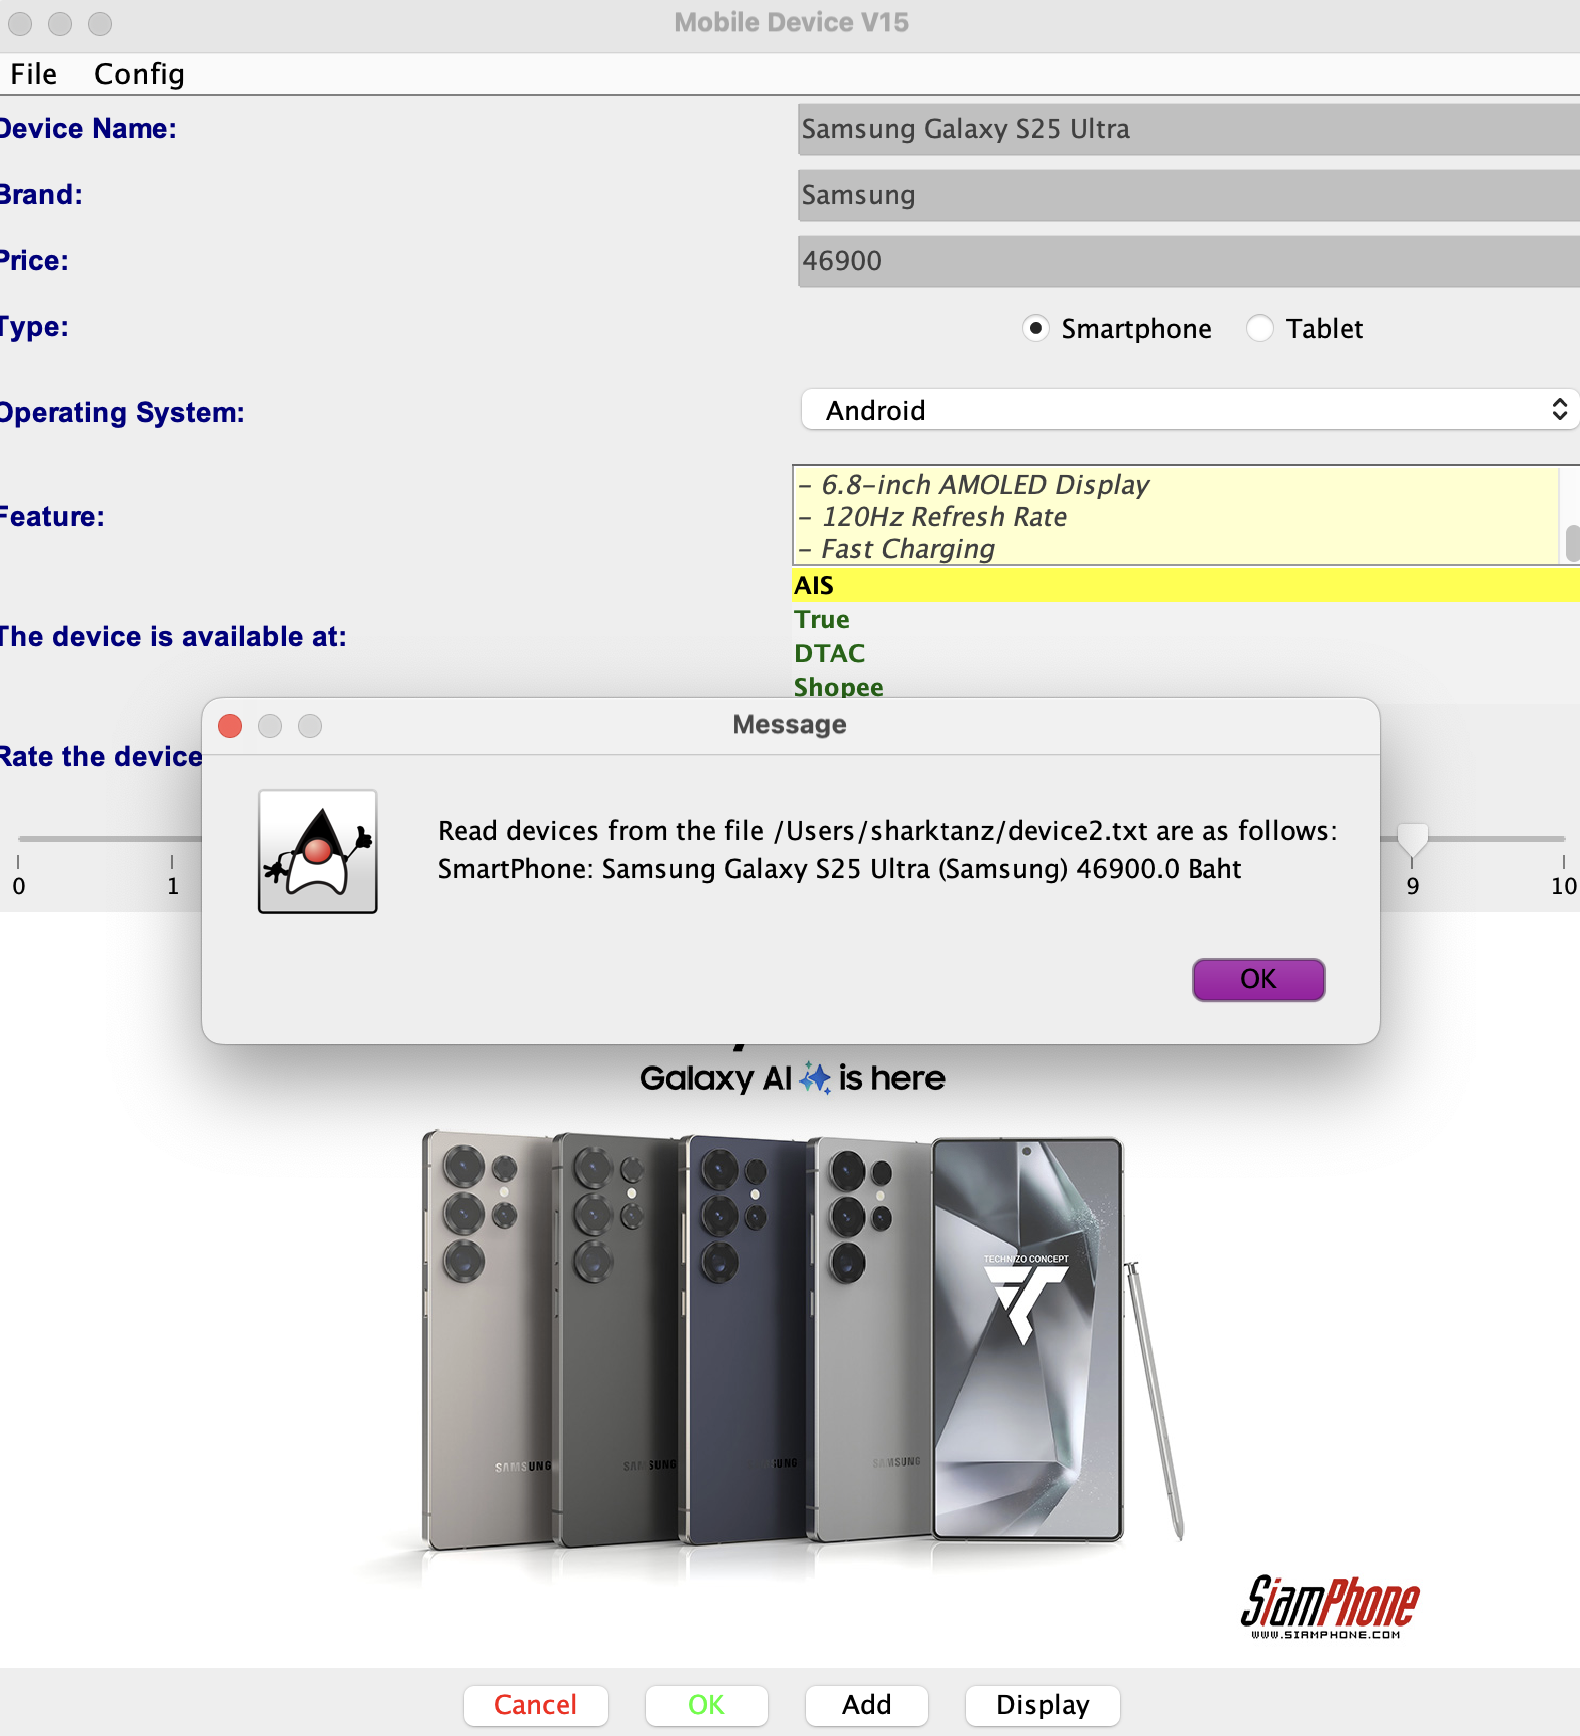 Mobile Device V15
File Config
Device Name: Samsung Galaxy S25 Ultra
Brand: Samsung
Price: 46900
Type: Smartphone Tablet
Operating System: Android
- 6.8-inch AMOLED Display
Feature: - 120Hz Refresh Rate
- Fast Charging
AIS
True
The device is available at:
DTAC
Shopee
Message
Rate the device
Read devices from the file /Users/sharktanz/device2.txt are as follows:
SmartPhone: Samsung Galaxy S25 Ultra (Samsung) 46900.0 Baht
0 1 9 10
OK
Galaxy AI is here
TECHNIZO CONCEPT
SAMSUNG SAMSUNG SUNG SAMSUNG
SiamPhone
WWW.SIAMPHONE.COM
Cancel OK Add Display